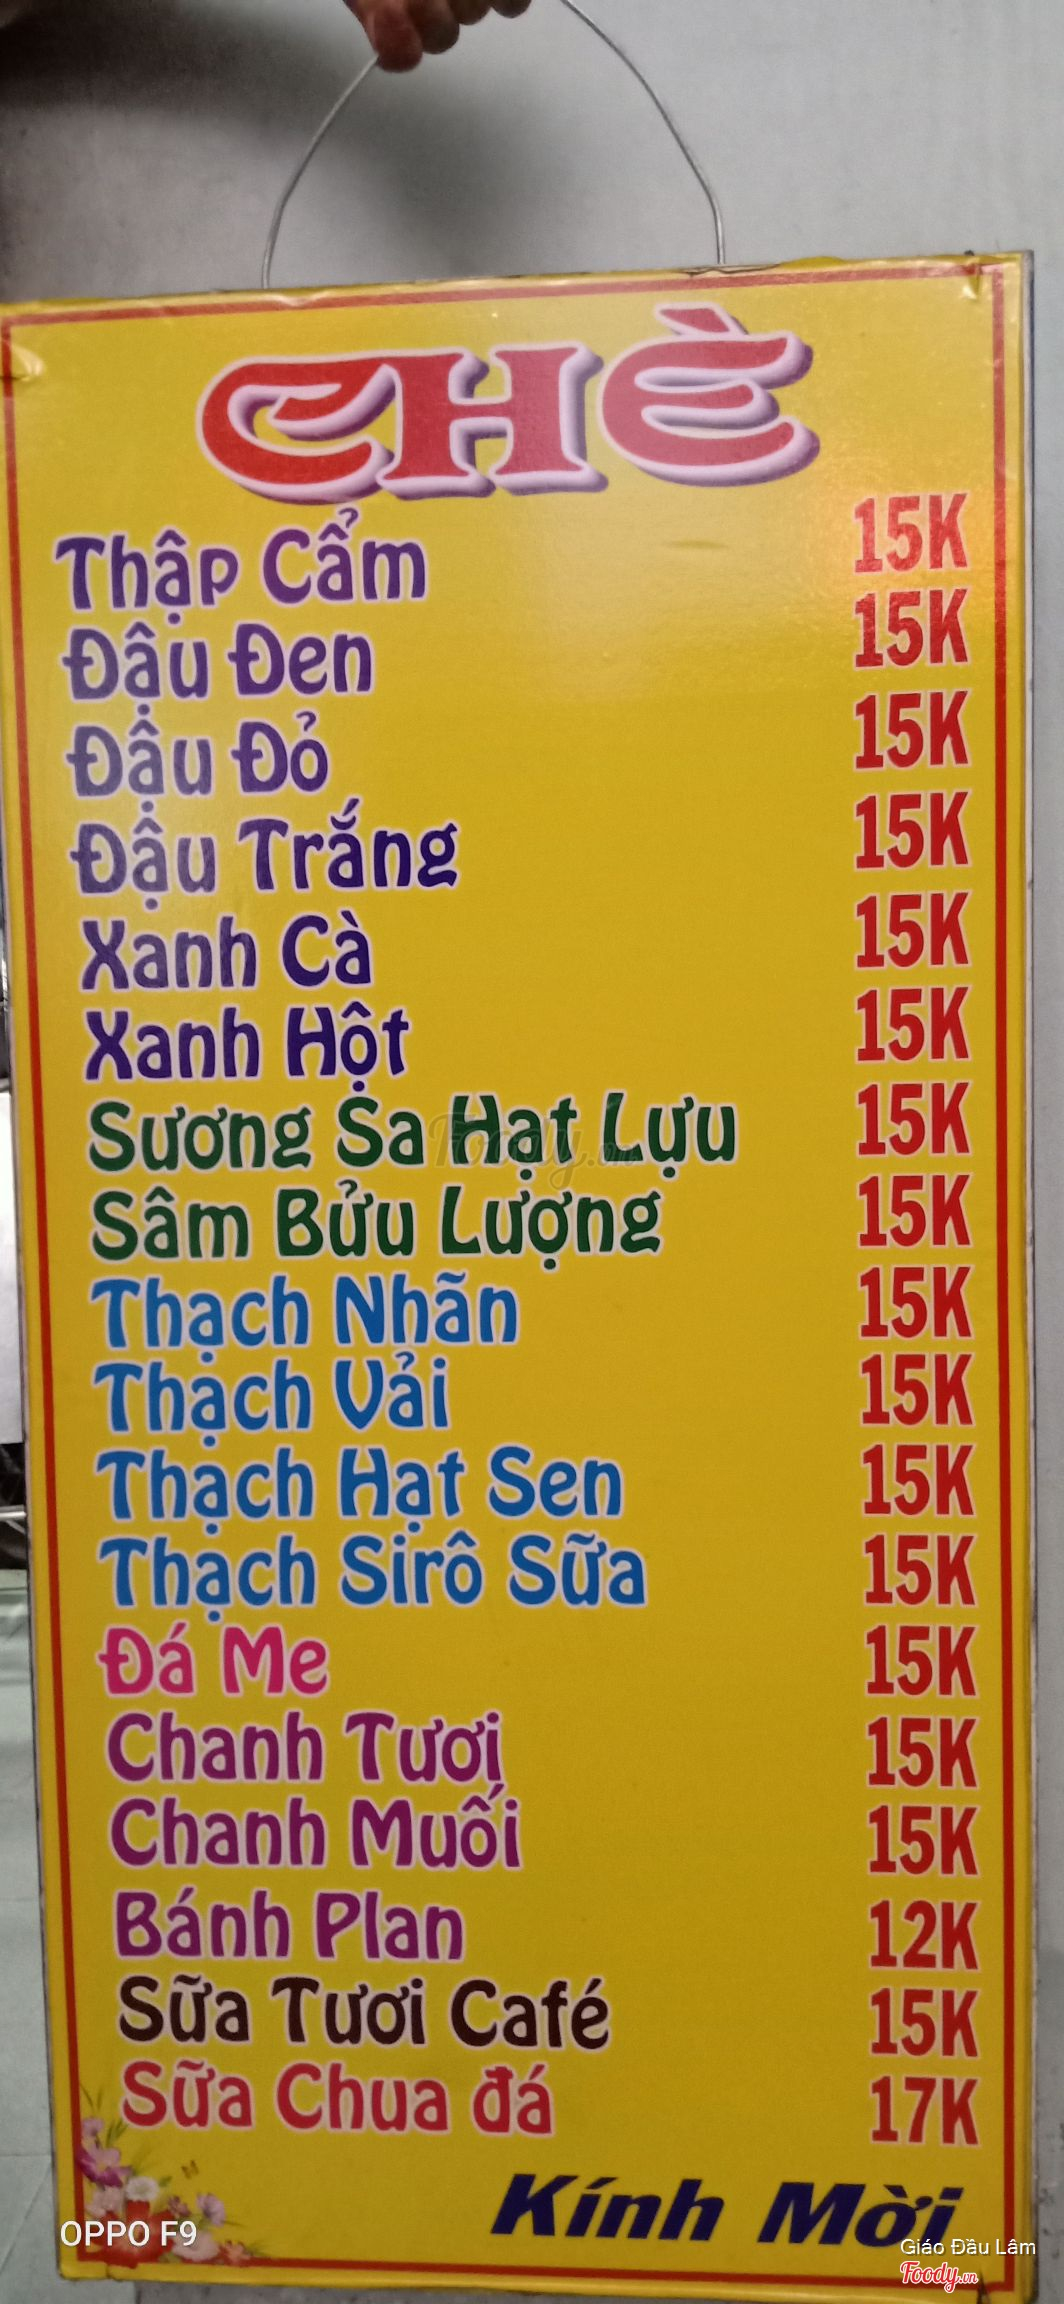 CHÈ
Thập Cẩm 15K
Đậu Đen 15K
Đậu Đỏ 15K
Đậu Trắng 15K
Xanh Cà 15K
Xanh Hột 15K
Sương Sa Hạt Lựu 15K
Foody.vn
Sâm Bửu Lượng 15K
Thạch Nhãn 15K
Thạch Vải 15K
Thạch Hạt Sen 15K
Thạch Sirô Sữa 15K
Đá Me 15K
Chanh Tươi 15K
Chanh Muối 15K
Bánh Plan 12K
Sữa Tươi Café 15K
Sữa Chua đá 17K
Kính Mời
OPPO F9
Giáo Đầu Lâm
Foody.vn